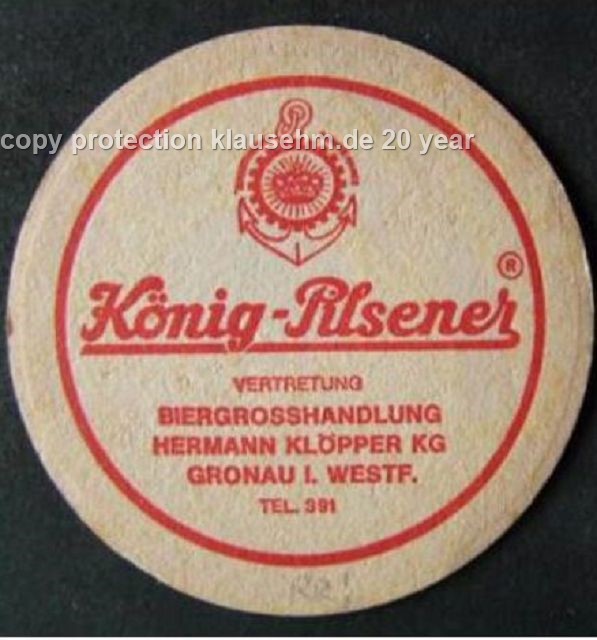 copy protection klausehm.de 20 year
König-Pilsener ®
VERTRETUNG
BIERGROSSHANDLUNG
HERMANN KLÖPPER KG
GRONAU I. WESTF.
TEL. 391